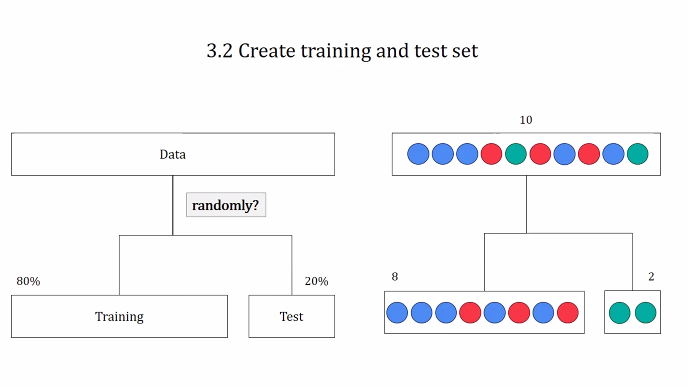 3.2 Create training and test set
10
Data
randomly?
80%
20%
8
2
Training
Test